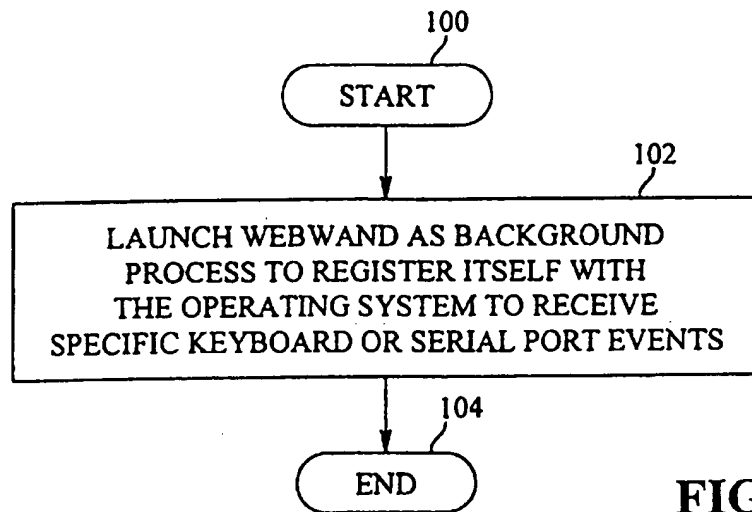 100
START
102
LAUNCH WEBWAND AS BACKGROUND
PROCESS TO REGISTER ITSELF WITH
THE OPERATING SYSTEM TO RECEIVE
SPECIFIC KEYBOARD OR SERIAL PORT EVENTS
104
END
FIG